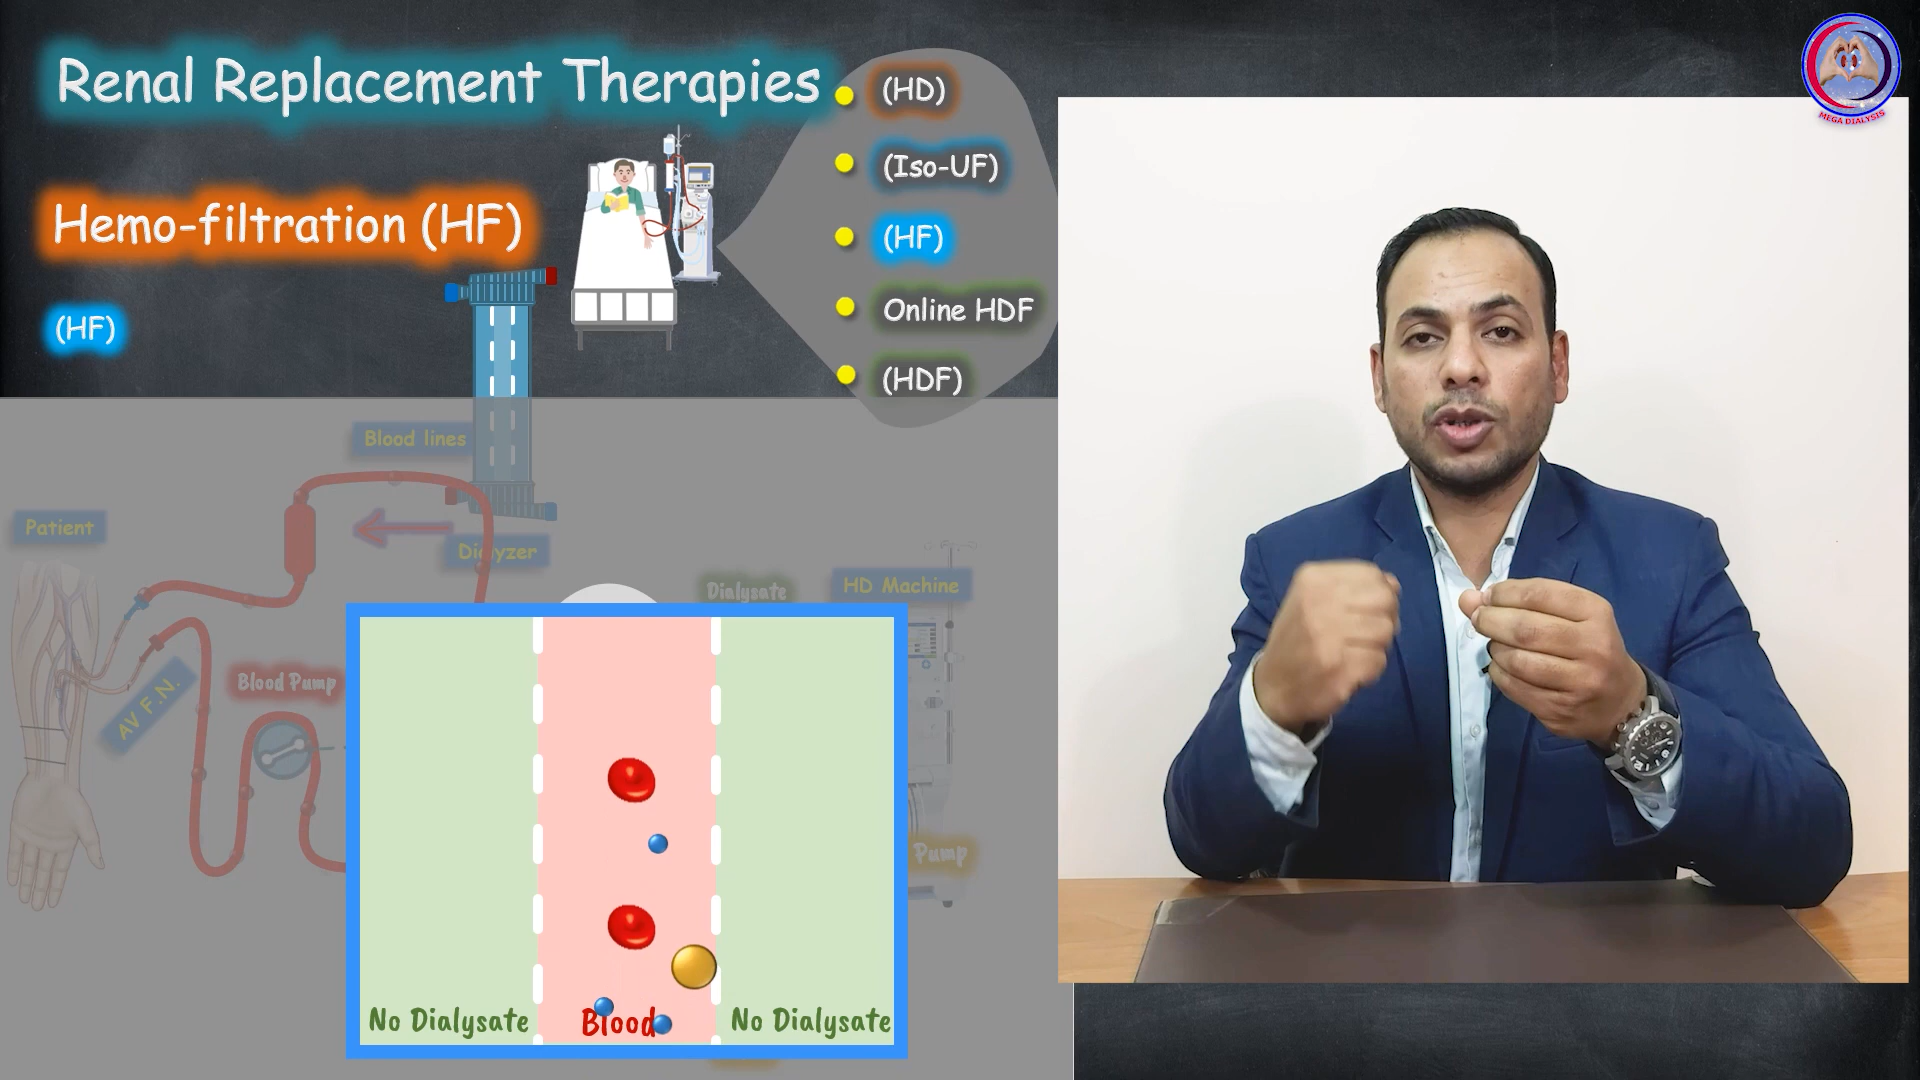 Renal Replacement Therapies
(HD)
(Iso-UF)
Hemo-filtration (HF)
(HF)
Online HDF
(HF)
(HDF)
Blood lines
Patient
Dialyzer
Dialysate
HD Machine
AV F.N.
Blood Pump
Pump
No Dialysate
Blood
No Dialysate
MEGA DIALYSIS